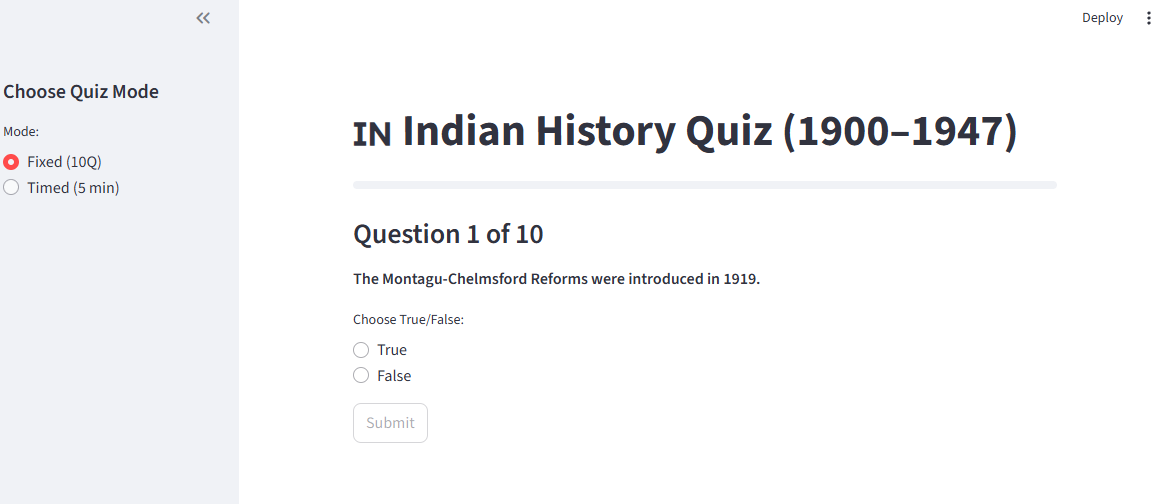 Deploy
Choose Quiz Mode
Mode:
Fixed (10Q)
Timed (5 min)
IN Indian History Quiz (1900–1947)
Question 1 of 10
The Montagu-Chelmsford Reforms were introduced in 1919.
Choose True/False:
True
False
Submit